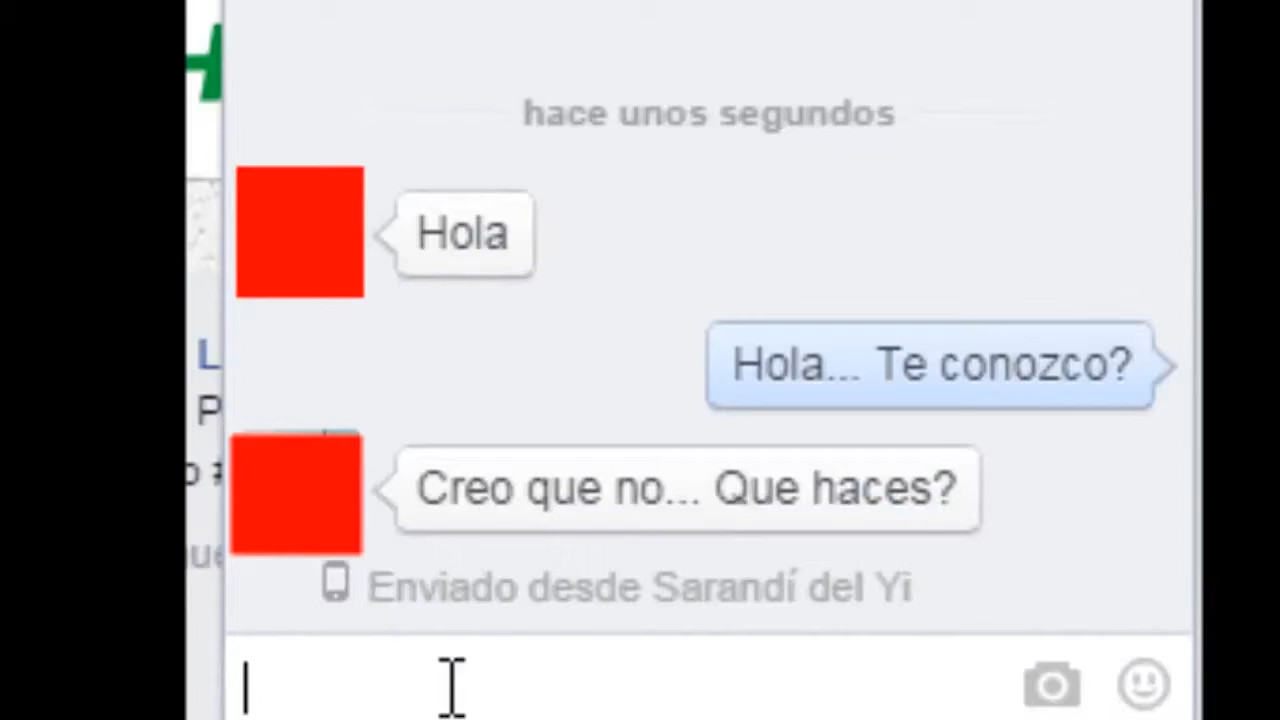 hace unos segundos
Hola
Hola... Te conozco?
L
P
Creo que no... Que haces?
Enviado desde Sarandí del Yi